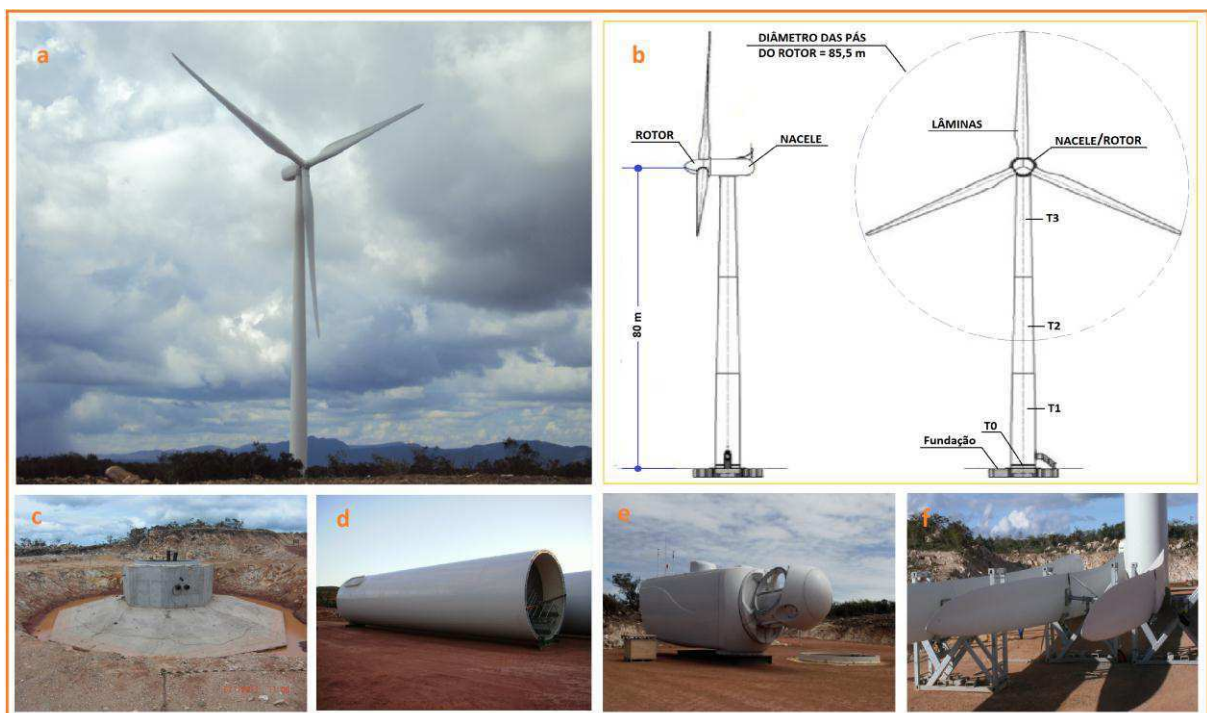 a
b
DIÂMETRO DAS PÁS
DO ROTOR = 85,5 m
ROTOR
NACELE
LÂMINAS
NACELE/ROTOR
T3
80 m
T2
T1
T0
Fundação
c
d
e
f